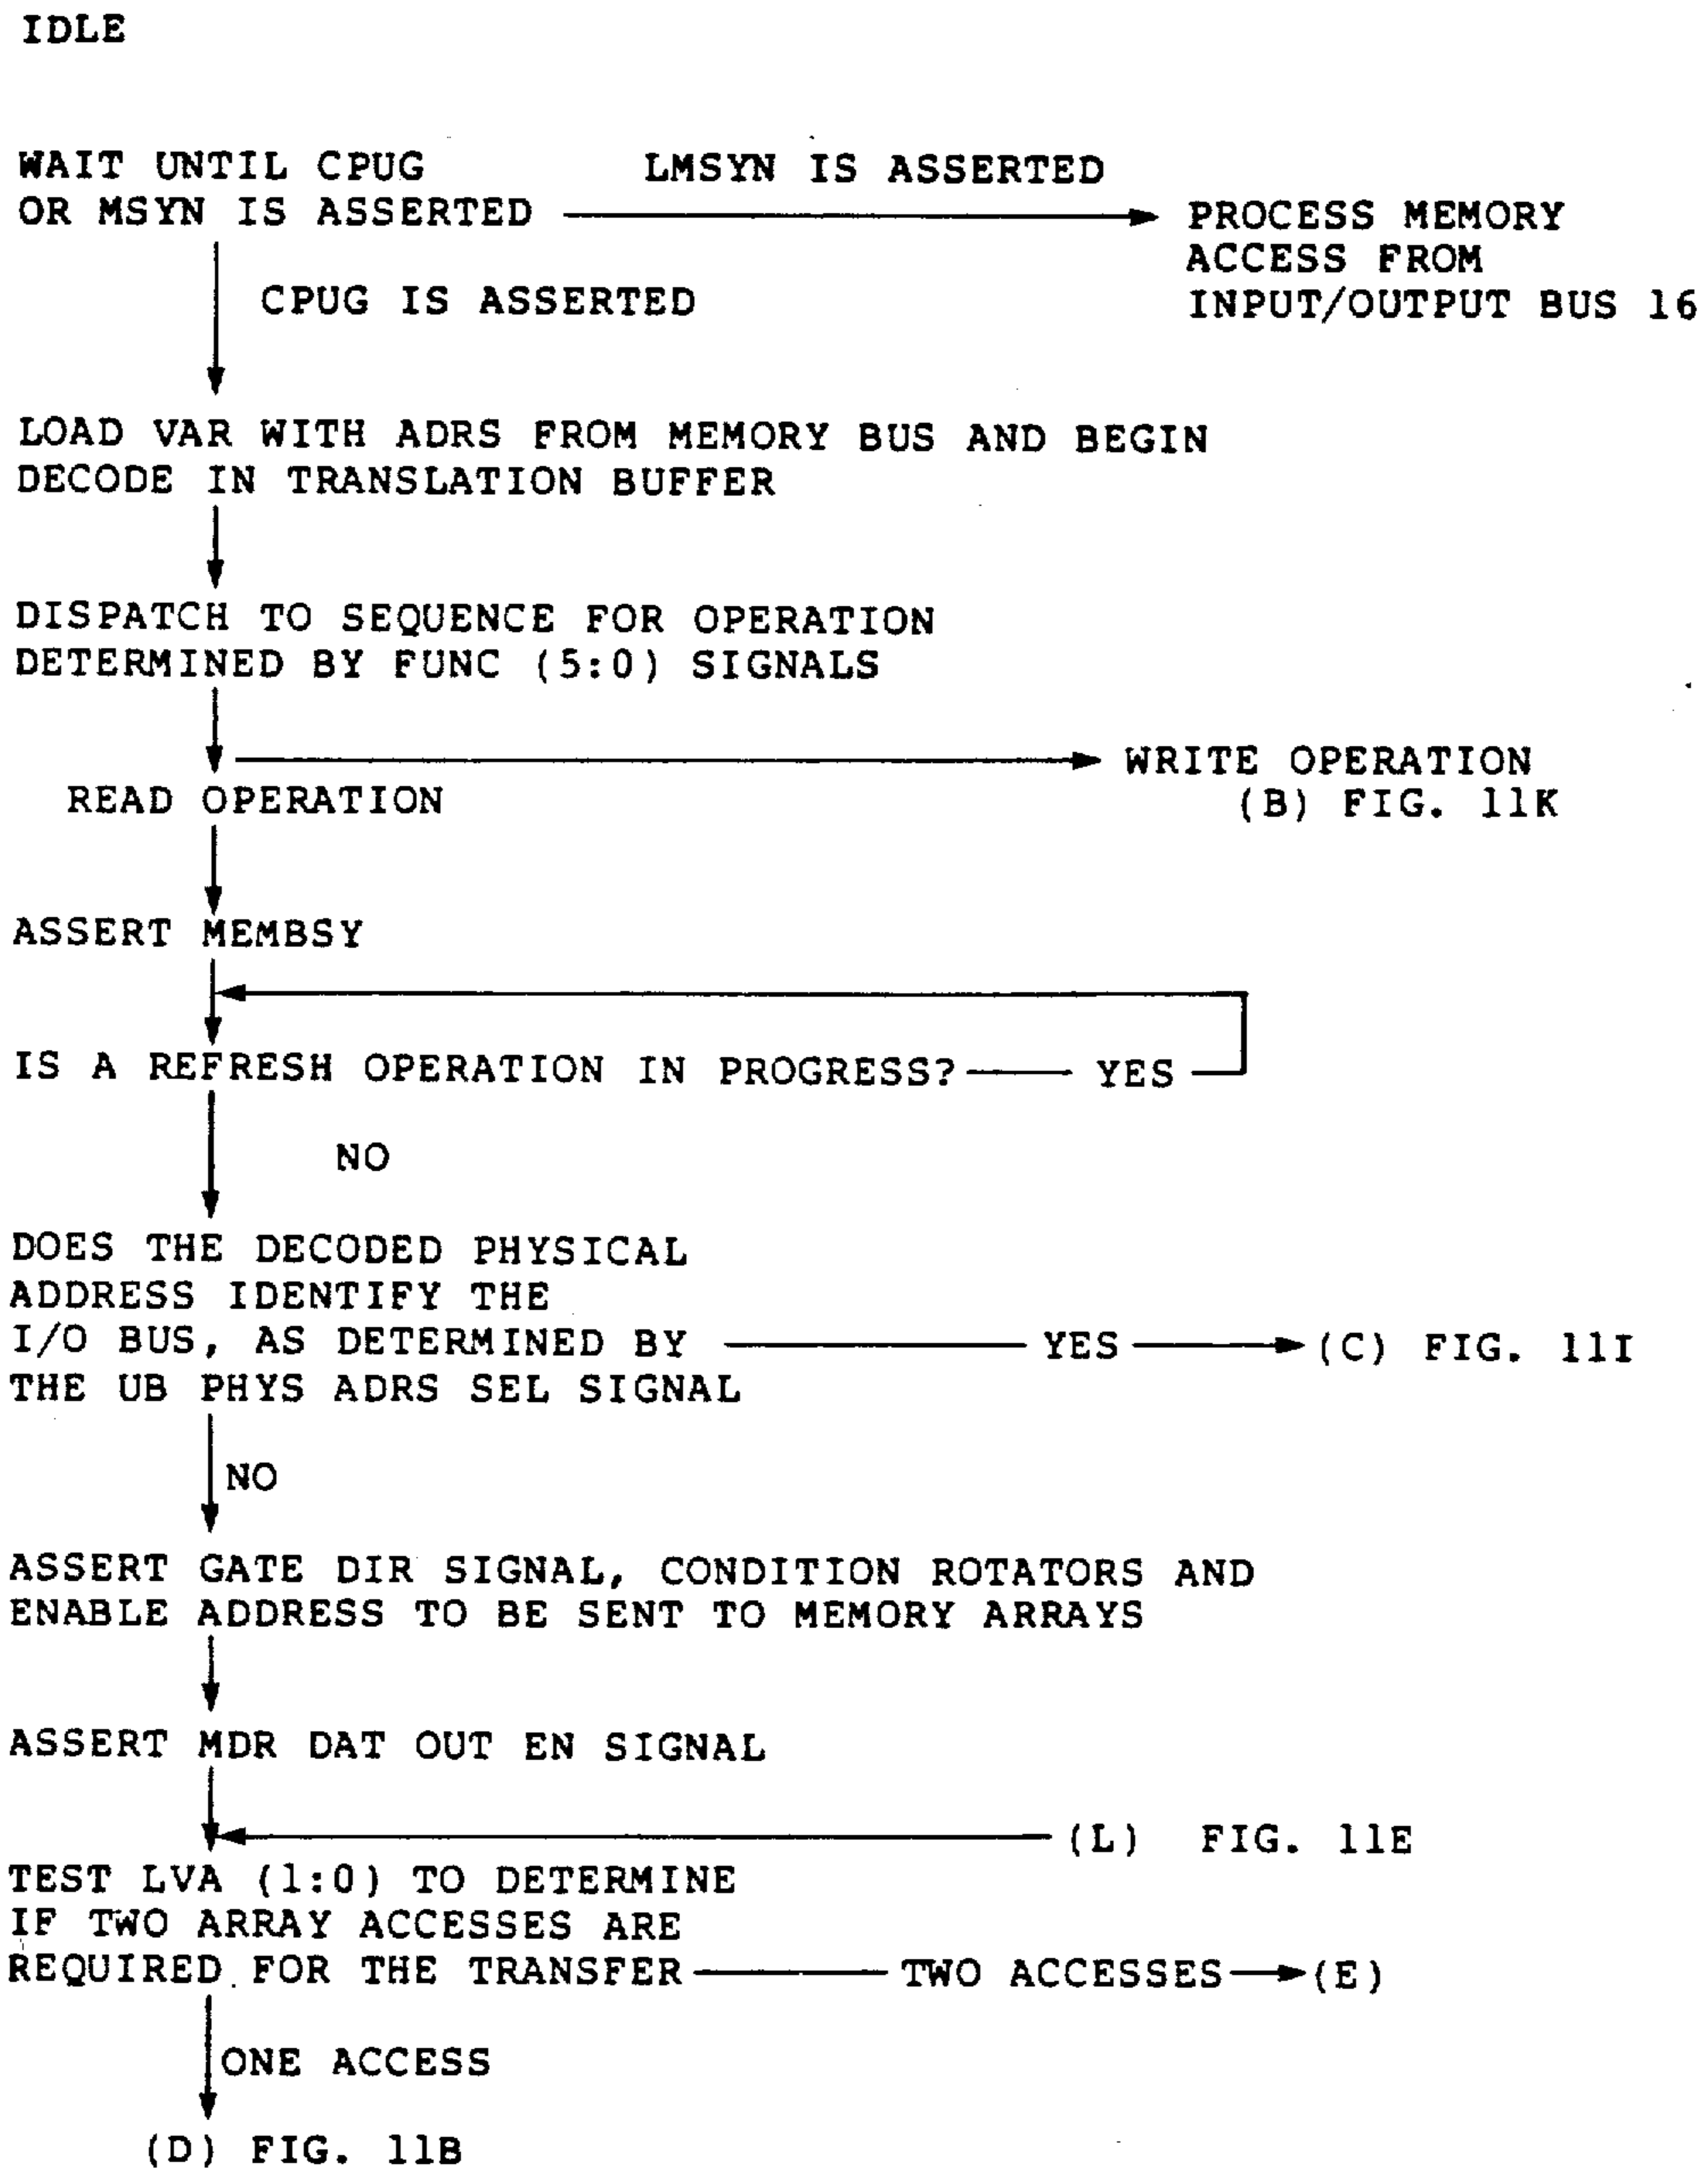 IDLE
WAIT UNTIL CPUG
OR MSYN IS ASSERTED
LMSYN IS ASSERTED
PROCESS MEMORY
ACCESS FROM
INPUT/OUTPUT BUS 16
CPUG IS ASSERTED
LOAD VAR WITH ADRS FROM MEMORY BUS AND BEGIN
DECODE IN TRANSLATION BUFFER
DISPATCH TO SEQUENCE FOR OPERATION
DETERMINED BY FUNC (5:0) SIGNALS
WRITE OPERATION
(B) FIG. 11K
READ OPERATION
ASSERT MEMBSY
IS A REFRESH OPERATION IN PROGRESS? YES
NO
DOES THE DECODED PHYSICAL
ADDRESS IDENTIFY THE
I/O BUS, AS DETERMINED BY YES (C) FIG. 11I
THE UB PHYS ADRS SEL SIGNAL
NO
ASSERT GATE DIR SIGNAL, CONDITION ROTATORS AND
ENABLE ADDRESS TO BE SENT TO MEMORY ARRAYS
ASSERT MDR DAT OUT EN SIGNAL
(L) FIG. 11E
TEST LVA (1:0) TO DETERMINE
IF TWO ARRAY ACCESSES ARE
REQUIRED FOR THE TRANSFER TWO ACCESSES (E)
ONE ACCESS
(D) FIG. 11B